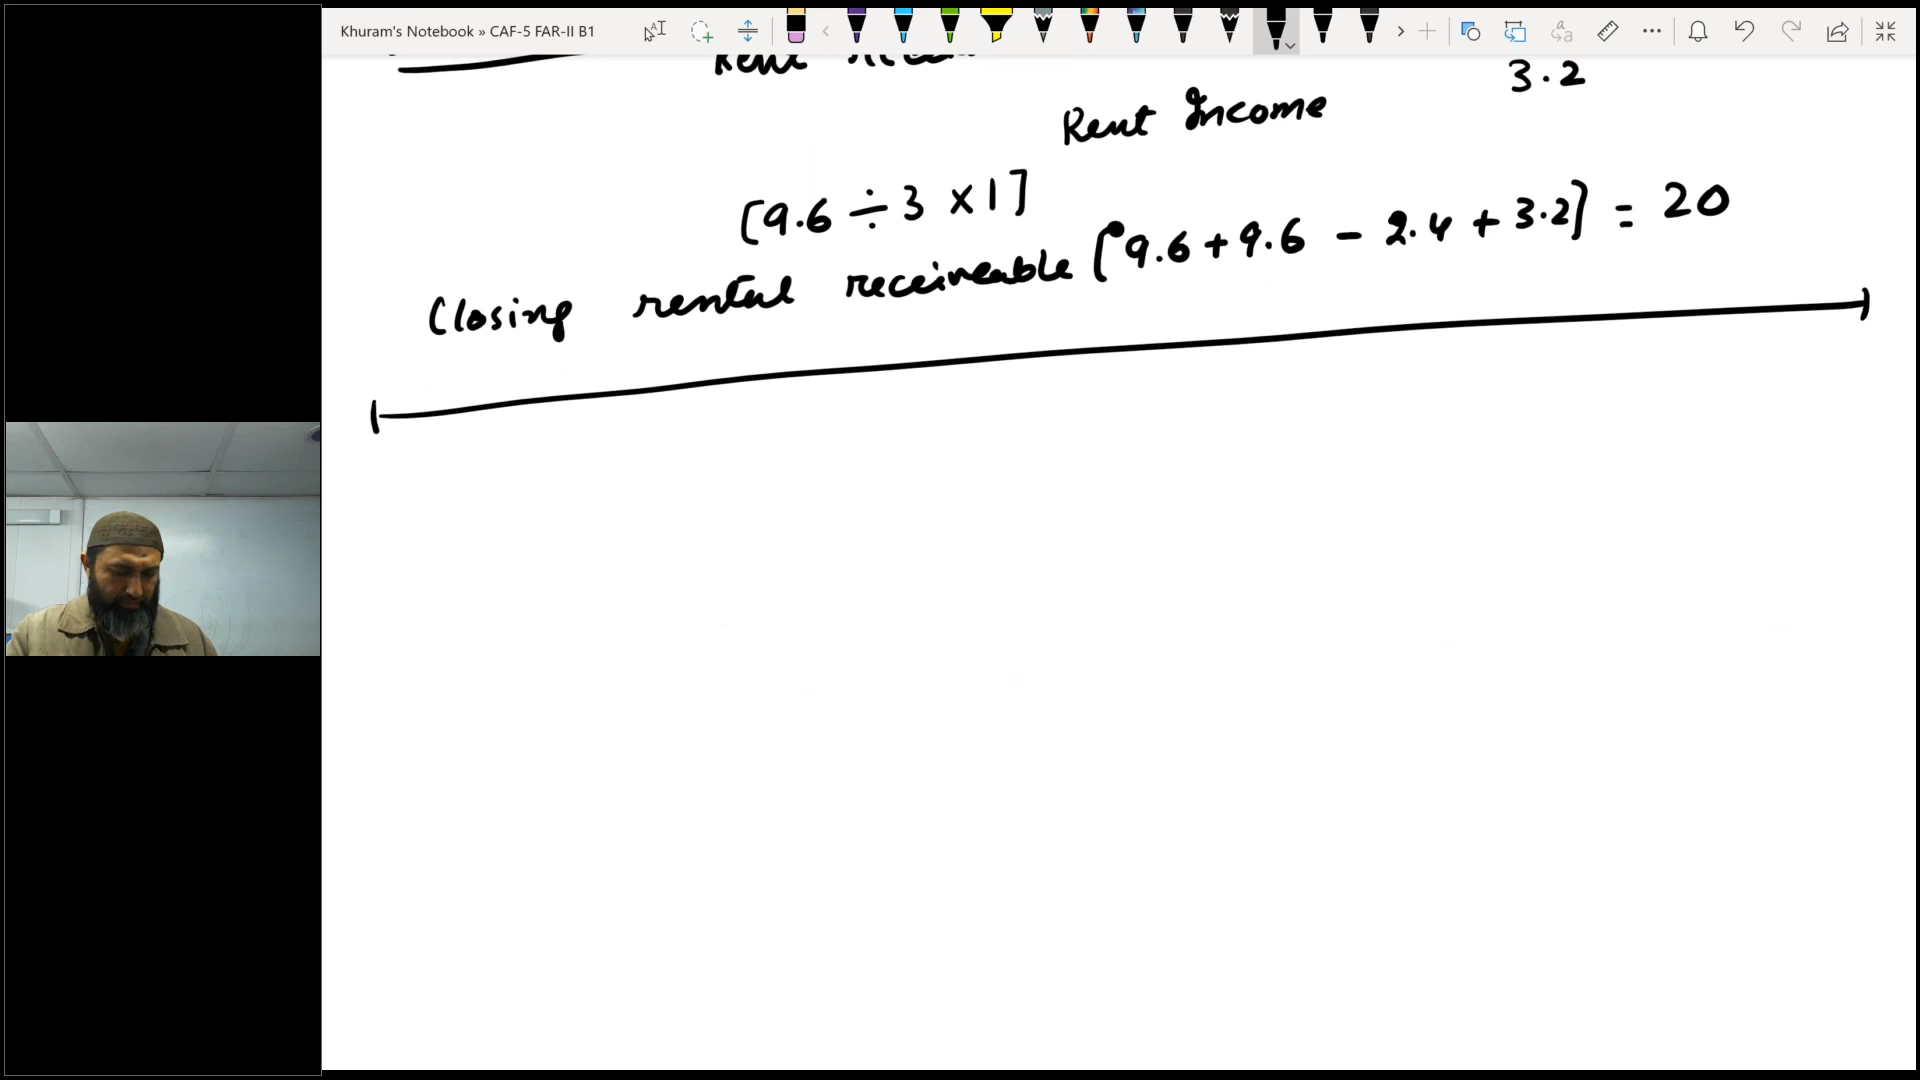 Khuram's Notebook » CAF-5 FAR-II B1
Rent
3.2
Rent Income
[9.6 ÷ 3 × 1]
Closing rental receiveable [9.6 + 9.6 - 2.4 + 3.2] = 20